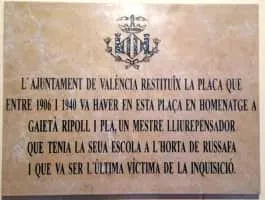 L'AJUNTAMENT DE VALÈNCIA RESTITUÏX LA PLACA QUE
ENTRE 1906 I 1940 VA HAVER EN ESTA PLAÇA EN HOMENATGE A
GAIETÀ RIPOLL I PLA, UN MESTRE LLIUREPENSADOR
QUE TENIA LA SEUA ESCOLA A L'HORTA DE RUSSAFA
I QUE VA SER L'ÚLTIMA VÍCTIMA DE LA INQUISICIÓ.